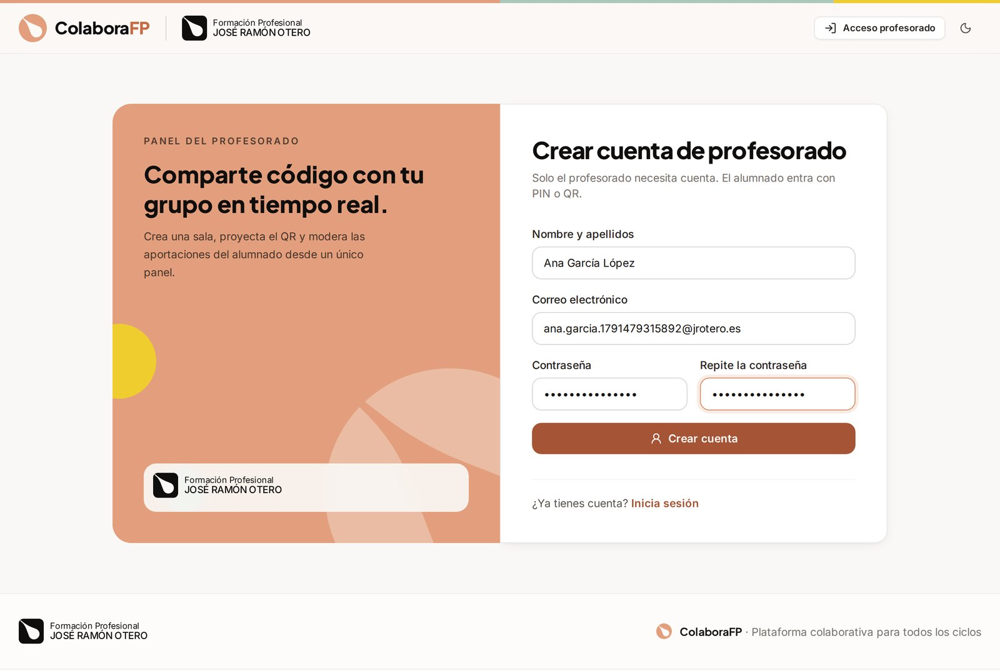 ColaboraFP
Formación Profesional
JOSÉ RAMÓN OTERO
Acceso profesorado
PANEL DEL PROFESORADO
Comparte código con tu
grupo en tiempo real.
Crea una sala, proyecta el QR y modera las
aportaciones del alumnado desde un único
panel.
Formación Profesional
JOSÉ RAMÓN OTERO
Crear cuenta de profesorado
Solo el profesorado necesita cuenta. El alumnado entra con
PIN o QR.
Nombre y apellidos
Ana García López
Correo electrónico
ana.garcia.1791479315892@jrotero.es
Contraseña
Repite la contraseña
•••••••••••••••
•••••••••••••••
Crear cuenta
¿Ya tienes cuenta? Inicia sesión
Formación Profesional
JOSÉ RAMÓN OTERO
ColaboraFP · Plataforma colaborativa para todos los ciclos